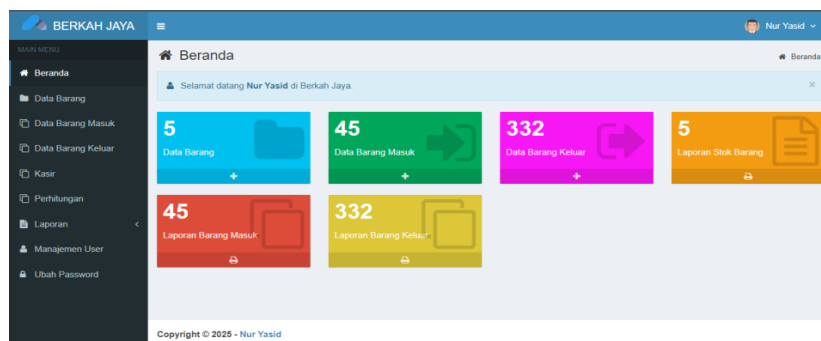 BERKAH JAYA
Nur Yasid
MAIN MENU
Beranda
Data Barang
Data Barang Masuk
Data Barang Keluar
Kasir
Perhitungan
Laporan
Manajemen User
Ubah Password
Beranda
Beranda
Selamat datang Nur Yasid di Berkah Jaya.
5
Data Barang
45
Data Barang Masuk
332
Data Barang Keluar
5
Laporan Stok Barang
45
Laporan Barang Masuk
332
Laporan Barang Keluar
Copyright © 2025 - Nur Yasid